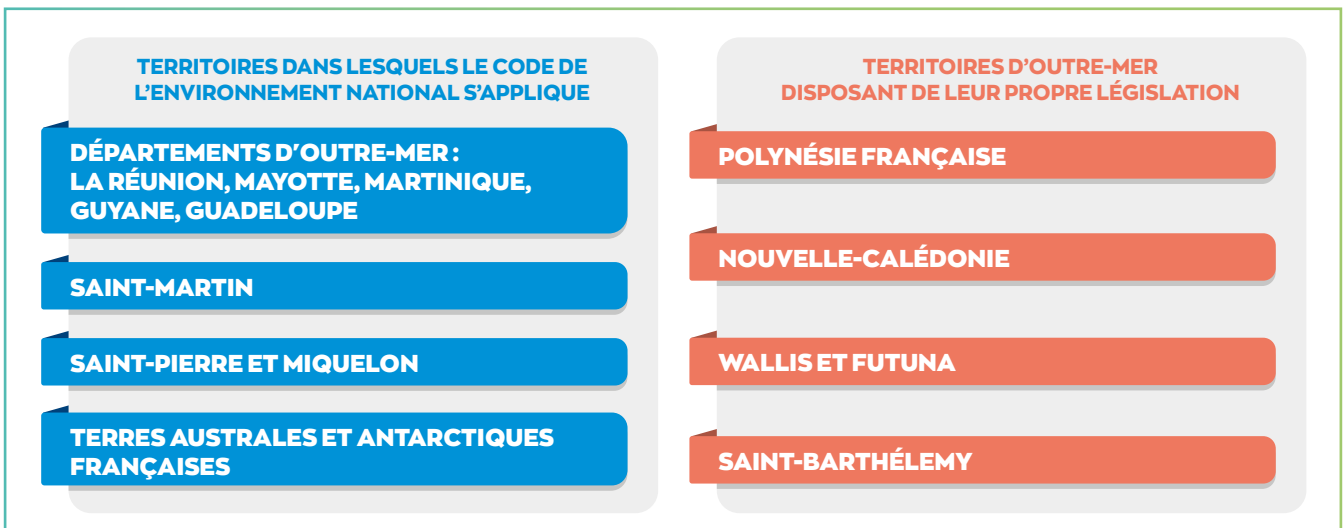 TERRITOIRES DANS LESQUELS LE CODE DE
L'ENVIRONNEMENT NATIONAL S'APPLIQUE
DÉPARTEMENTS D'OUTRE-MER :
LA RÉUNION, MAYOTTE, MARTINIQUE,
GUYANE, GUADELOUPE
SAINT-MARTIN
SAINT-PIERRE ET MIQUELON
TERRES AUSTRALES ET ANTARCTIQUES
FRANÇAISES
TERRITOIRES D'OUTRE-MER
DISPOSANT DE LEUR PROPRE LÉGISLATION
POLYNÉSIE FRANÇAISE
NOUVELLE-CALÉDONIE
WALLIS ET FUTUNA
SAINT-BARTHÉLEMY